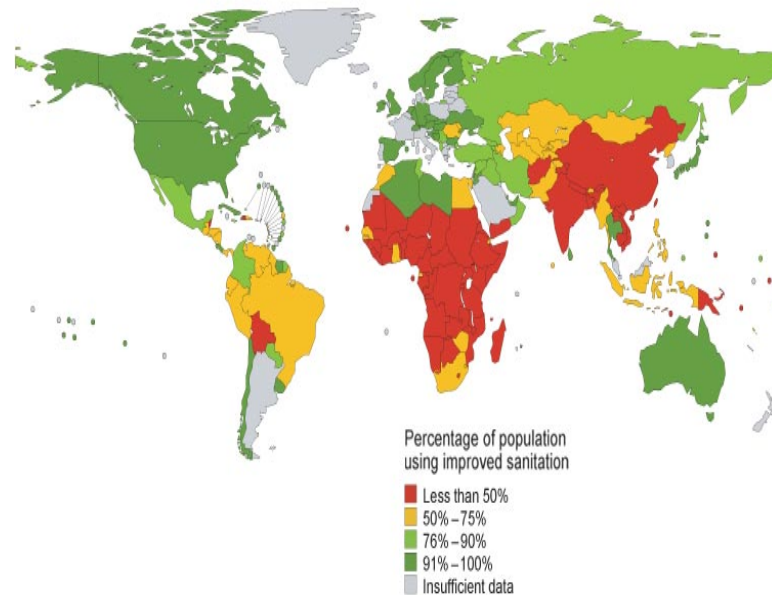 Percentage of population
using improved sanitation
Less than 50%
50%–75%
76%–90%
91%–100%
Insufficient data